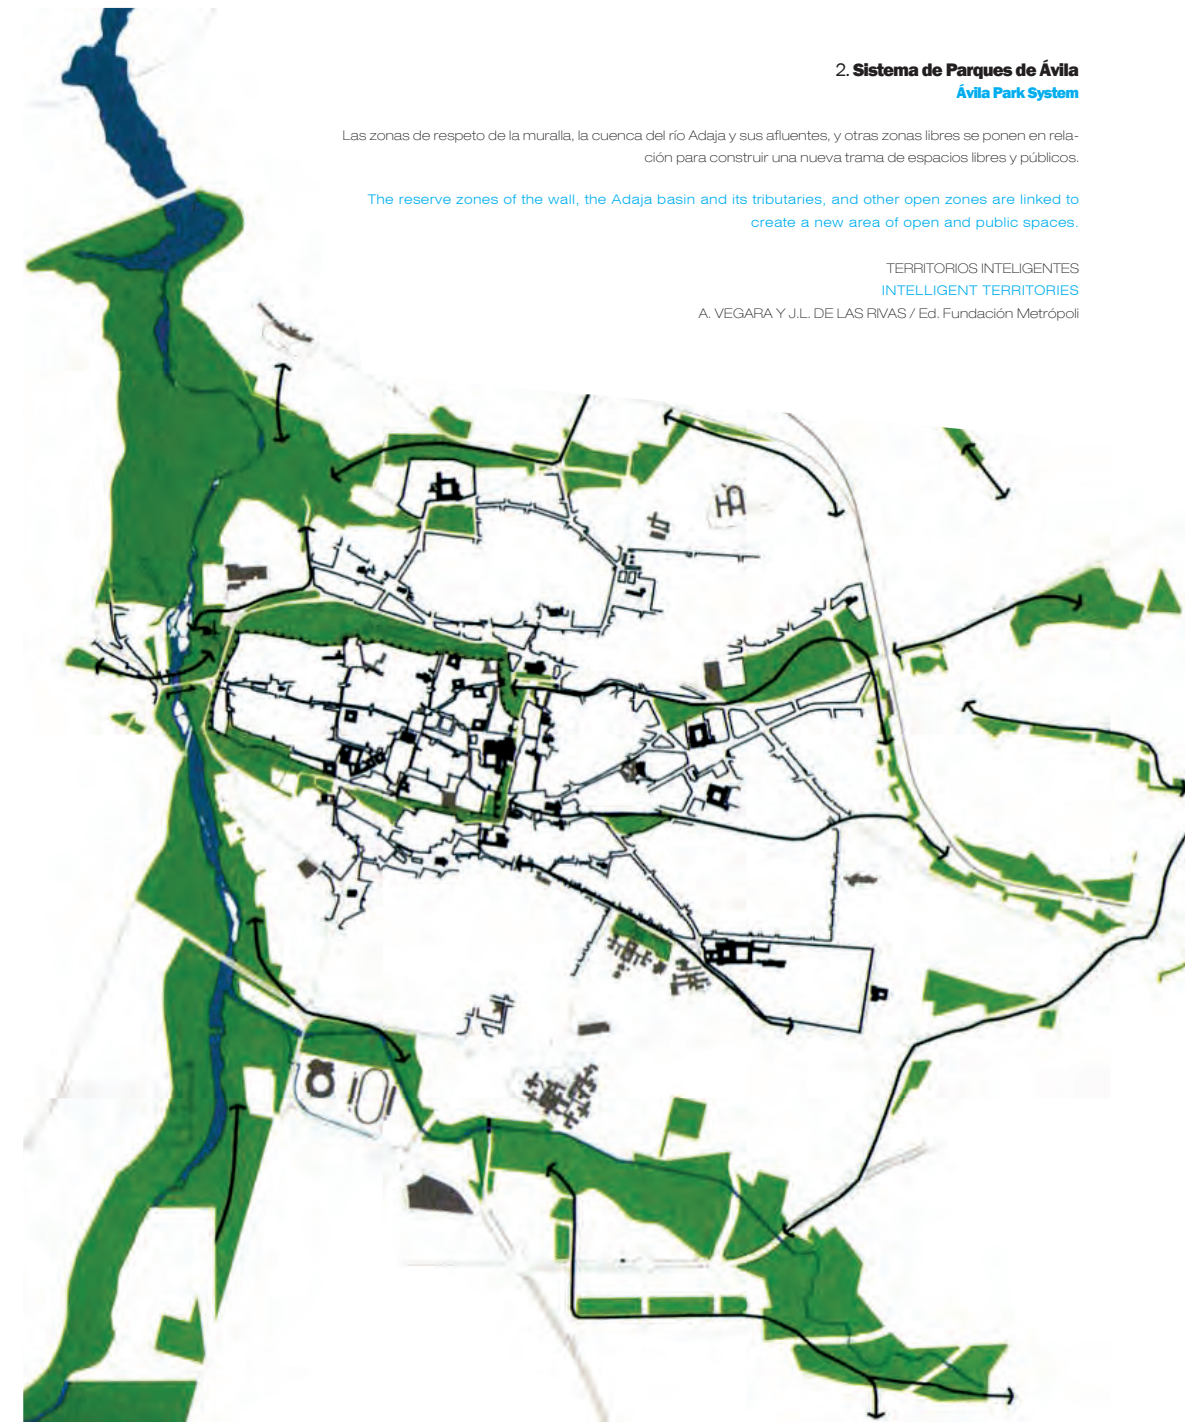 2. Sistema de Parques de Ávila
Ávila Park System
Las zonas de respeto de la muralla, la cuenca del río Adaja y sus afluentes, y otras zonas libres se ponen en rela-
ción para construir una nueva trama de espacios libres y públicos.
The reserve zones of the wall, the Adaja basin and its tributaries, and other open zones are linked to
create a new area of open and public spaces.
TERRITORIOS INTELIGENTES
INTELLIGENT TERRITORIES
A. VEGARA Y J.L. DE LAS RIVAS / Ed. Fundación Metrópoli